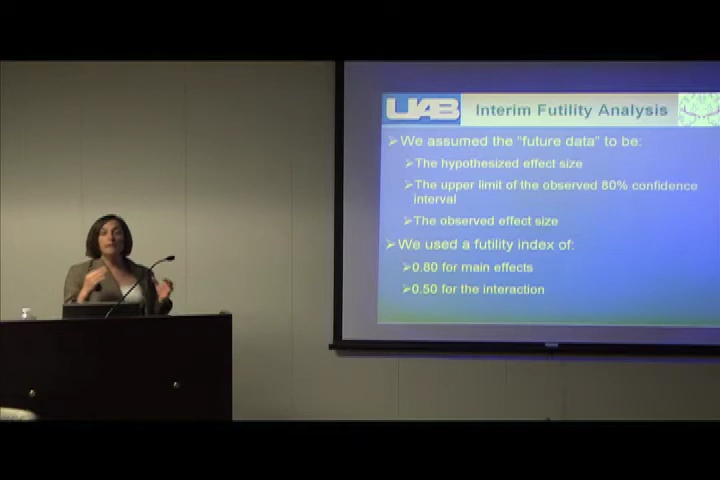 UAB
Interim Futility Analysis
We assumed the "future data" to be:
The hypothesized effect size
The upper limit of the observed 80% confidence
interval
The observed effect size
We used a futility index of:
0.80 for main effects
0.50 for the interaction